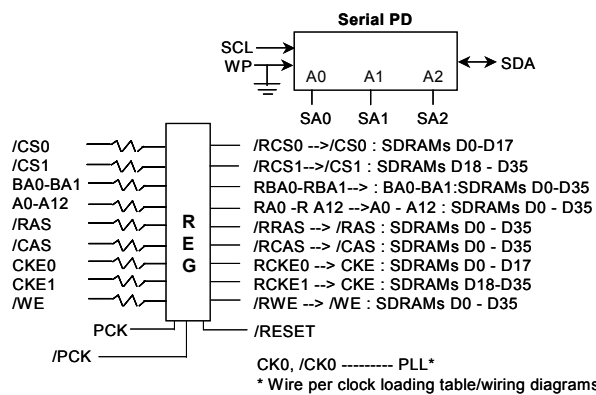 Serial PD
SCL
WP
A0 A1 A2
SDA
SA0 SA1 SA2
/CS0
/CS1
BA0-BA1
A0-A12
/RAS
/CAS
CKE0
CKE1
/WE
PCK
/PCK
REG
/RCS0 -->/CS0 : SDRAMs D0-D17
/RCS1-->/CS1 : SDRAMs D18 - D35
RBA0-RBA1--> : BA0-BA1:SDRAMs D0-D35
RA0 -R A12 -->A0 - A12 : SDRAMs D0 - D35
/RRAS --> /RAS : SDRAMs D0 - D35
/RCAS --> /CAS : SDRAMs D0 - D35
RCKE0 --> CKE : SDRAMs D0 - D17
RCKE1 --> CKE : SDRAMs D18-D35
/RWE --> /WE : SDRAMs D0 - D35
/RESET
CK0, /CK0 --------- PLL*
* Wire per clock loading table/wiring diagrams